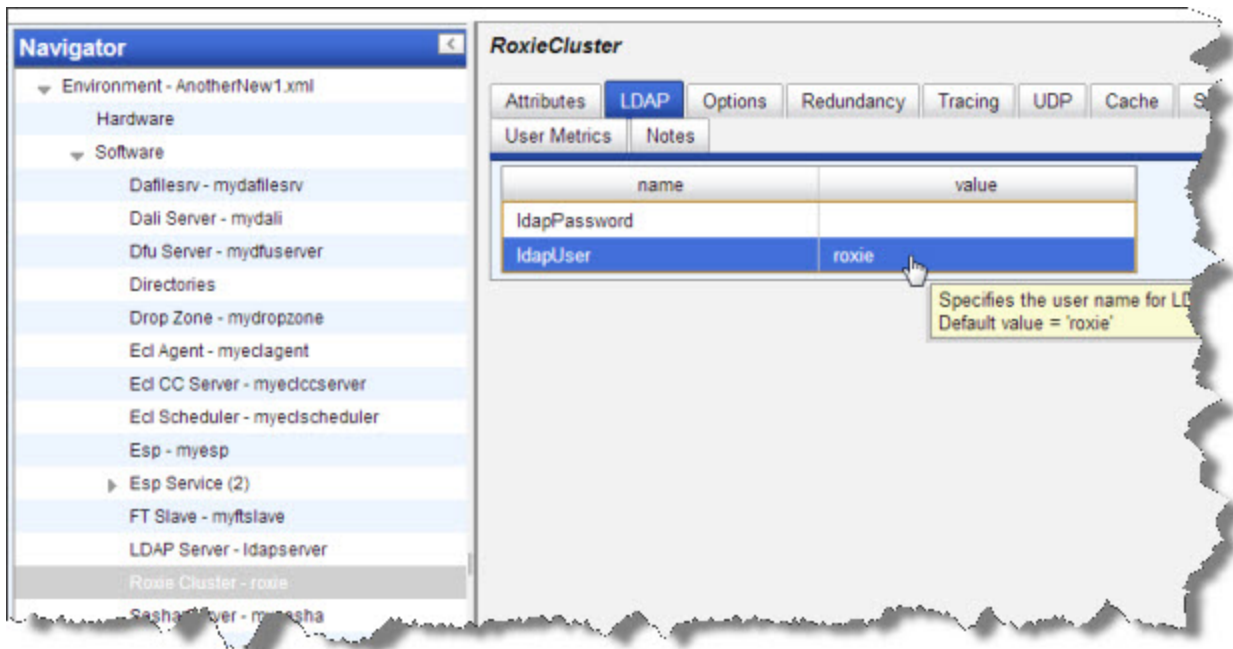 Navigator
Environment - AnotherNew1.xml
Hardware
Software
Dafilesrv - mydafilesrv
Dali Server - mydali
Dfu Server - mydfuserver
Directories
Drop Zone - mydropzone
Ecl Agent - myeclagent
Ecl CC Server - myeclccserver
Ecl Scheduler - myeclscheduler
Esp - myesp
Esp Service (2)
FT Slave - myftslave
LDAP Server - ldapserver
Roxie Cluster - roxie
RoxieCluster
Attributes LDAP Options Redundancy Tracing UDP Cache
User Metrics Notes
name value
ldapPassword
ldapUser roxie
Specifies the user name for
Default value = 'roxie'